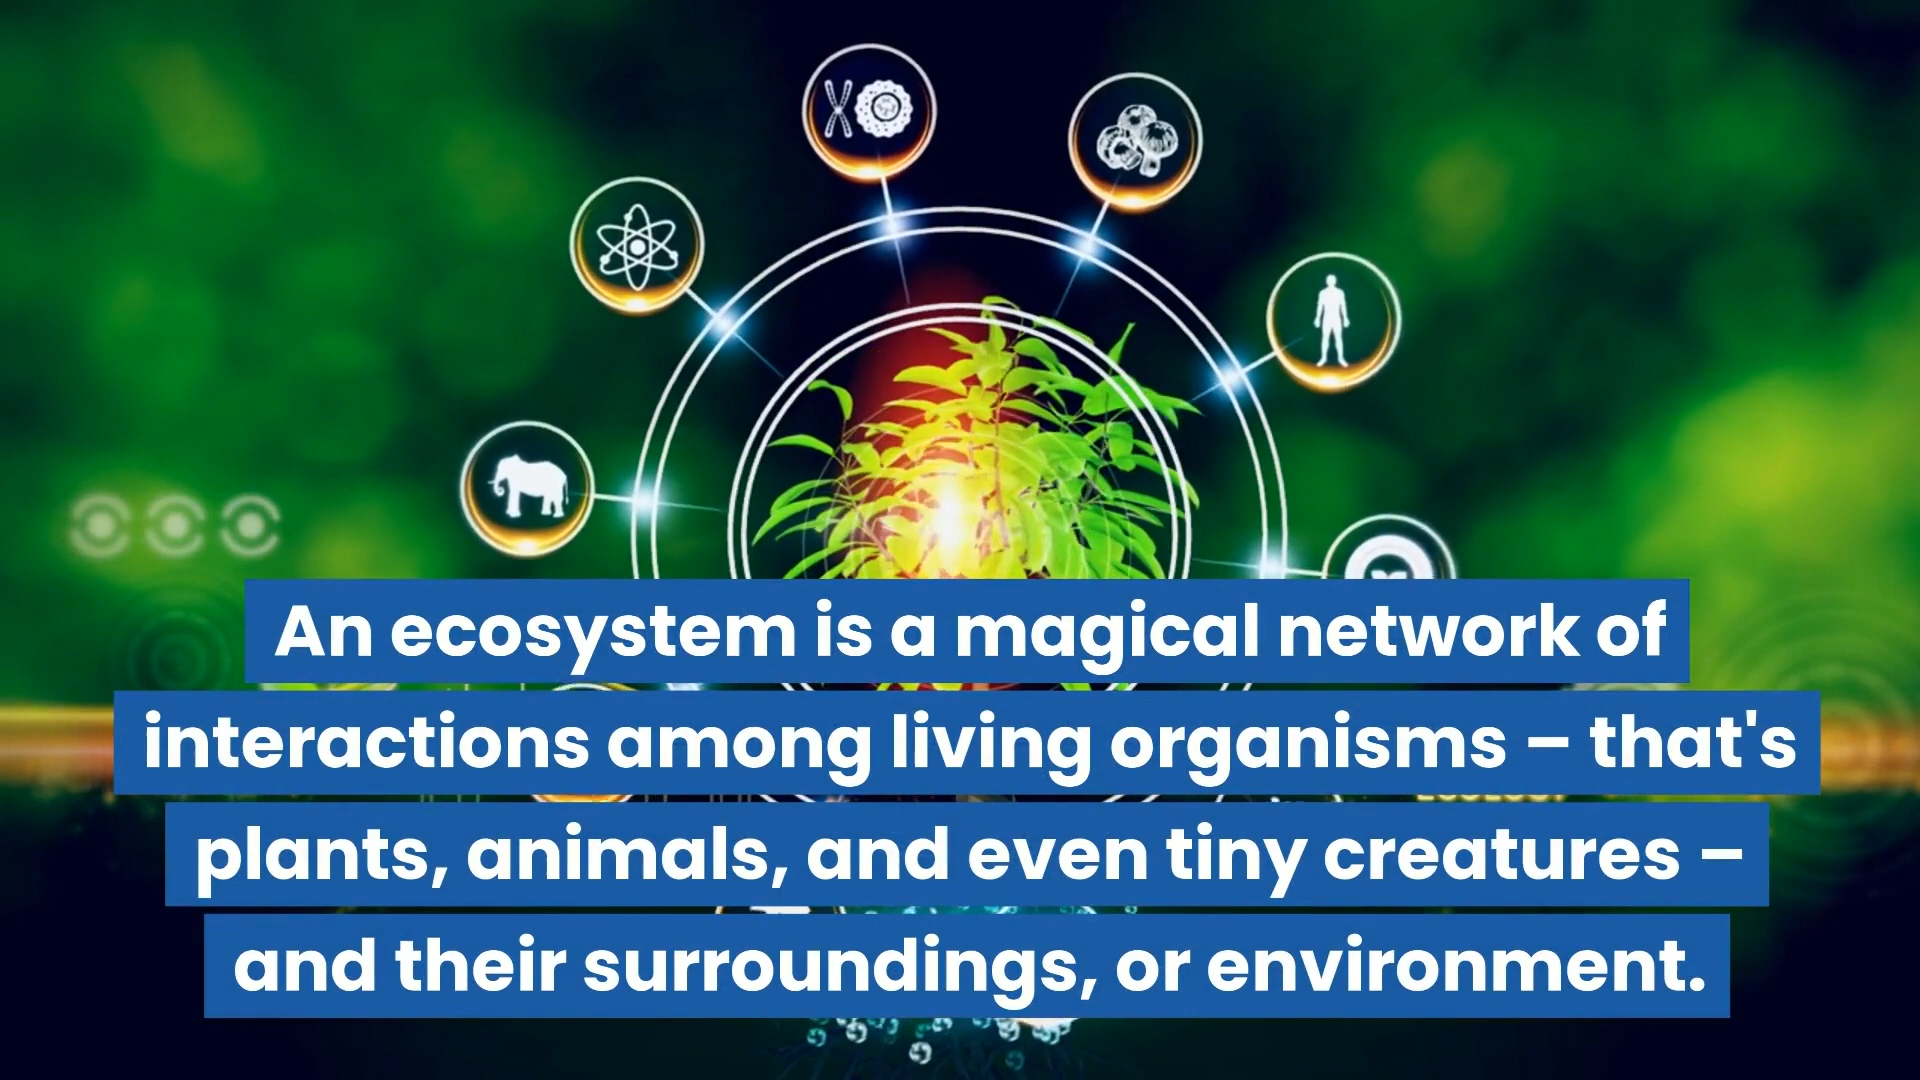 An ecosystem is a magical network of
interactions among living organisms – that's
plants, animals, and even tiny creatures –
and their surroundings, or environment.